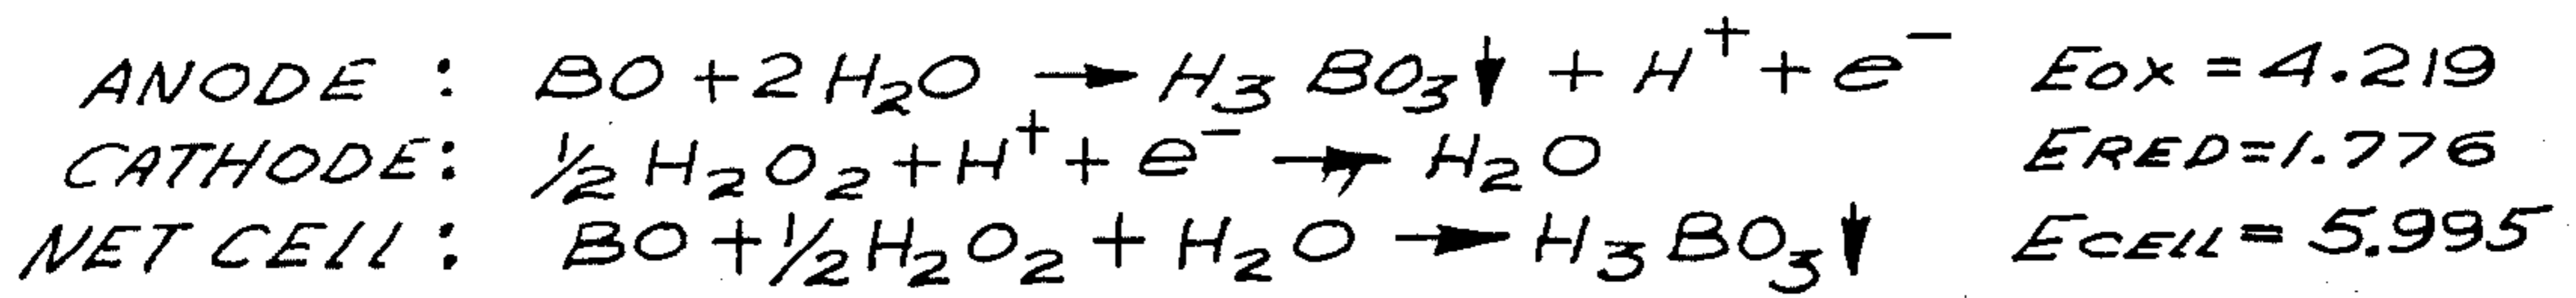 ANODE : BO + 2H₂O → H₃BO₃↓ + H⁺ + e⁻ EOX = 4.219
CATHODE: ½H₂O₂ + H⁺ + e⁻ → H₂O ERED=1.776
NET CELL: BO + ½H₂O₂ + H₂O → H₃BO₃↓ ECELL = 5.995